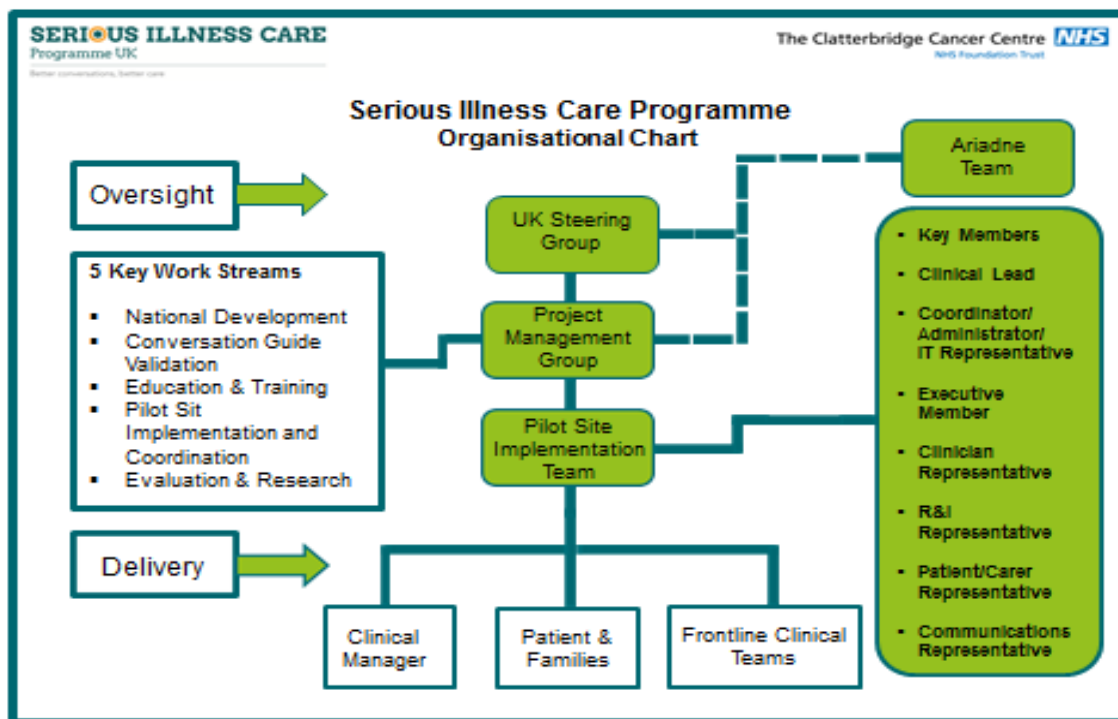 SERIOUS ILLNESS CARE
Programme UK
Better conversations, better care
The Clatterbridge Cancer Centre NHS
NHS Foundation Trust
Serious Illness Care Programme
Organisational Chart
Ariadne
Team
Oversight
UK Steering
Group
5 Key Work Streams
▪ National Development
▪ Conversation Guide
Validation
▪ Education & Training
▪ Pilot Sit
Implementation and
Coordination
▪ Evaluation & Research
Project
Management
Group
Pilot Site
Implementation
Team
▪ Key Members
▪ Clinical Lead
▪ Coordinator/
Administrator/
IT Representative
▪ Executive
Member
▪ Clinician
Representative
▪ R&I
Representative
▪ Patient/Carer
Representative
▪ Communications
Representative
Delivery
Clinical
Manager
Patient &
Families
Frontline Clinical
Teams